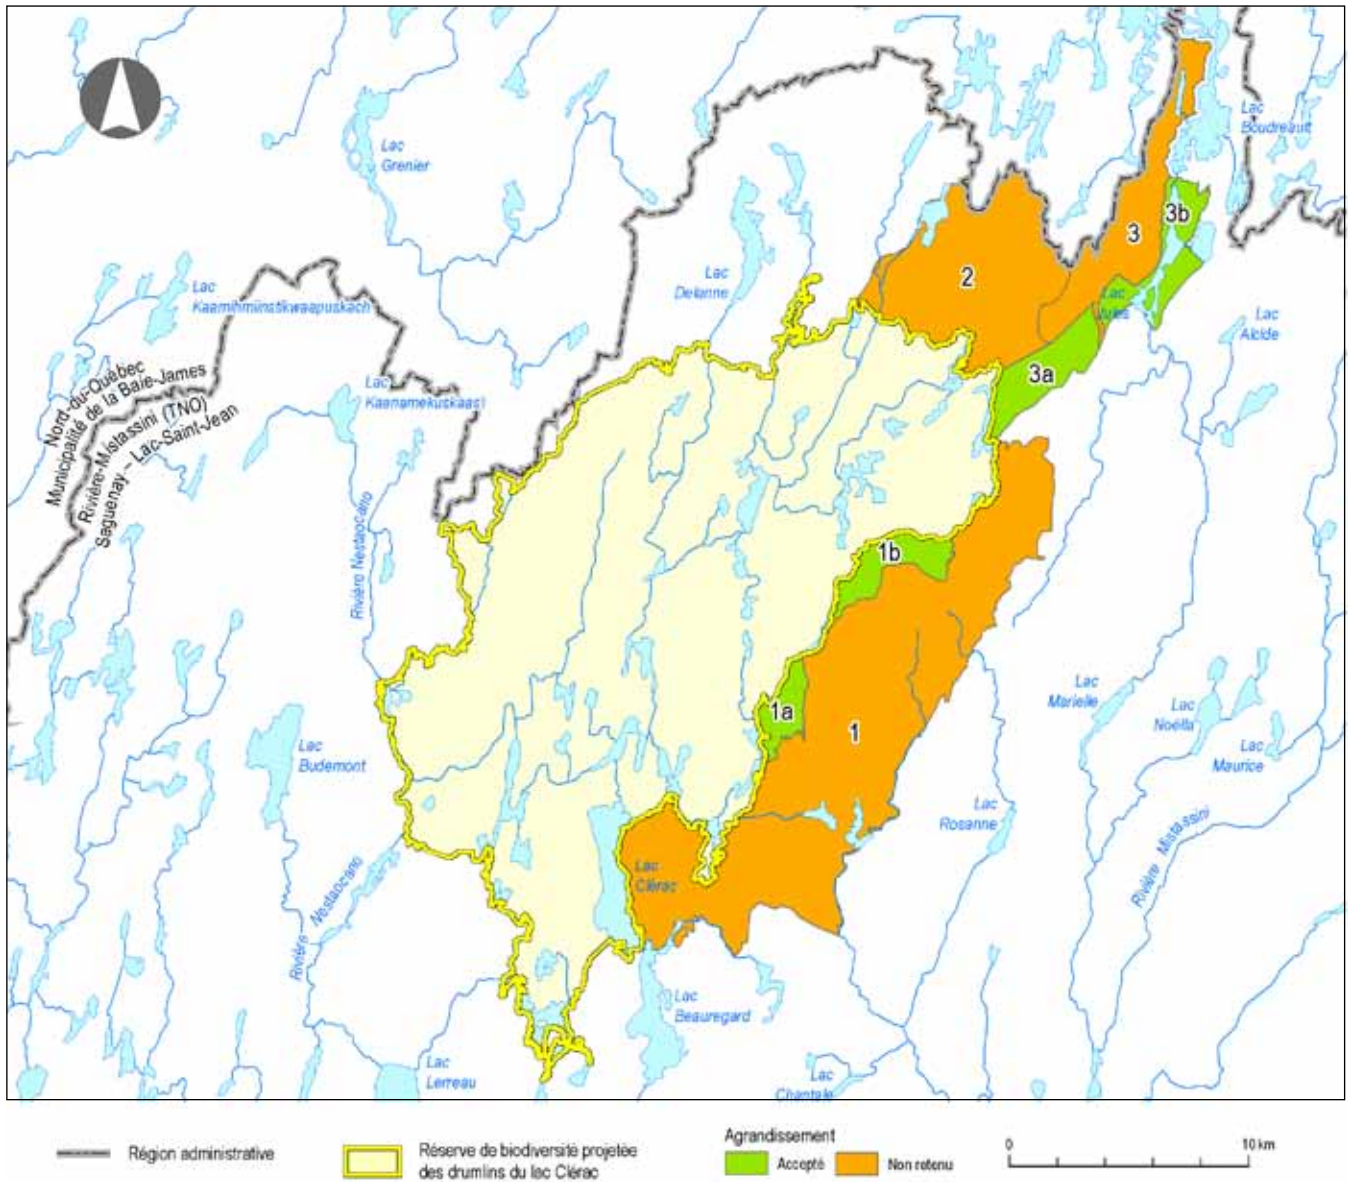 Lac
Boudreault
Lac
Grenier
3b
3
2
Lac
Delanne
Lac
Kaamihmiinstikwaapuskach
Lac
Jules
Lac
Alcide
Nord-du-Québec
Municipalité de la Baie-James
Rivière-Mistassini (TNO)
Saguenay – Lac-Saint-Jean
3a
Lac
Kaanamekuskaasi
Rivière Nestaocano
1b
Lac
Marielle
Lac
Noëlla
1a
1
Lac
Budemont
Lac
Maurice
Lac
Rosanne
Rivière Mistassini
Lac
Clérac
Rivière Nestaocano
Lac
Beauregard
Lac
Lerreau
Lac
Chantale
Région administrative
Réserve de biodiversité projetée
des drumlins du lac Clérac
Agrandissement
Accepté
Non retenu
0
10 km